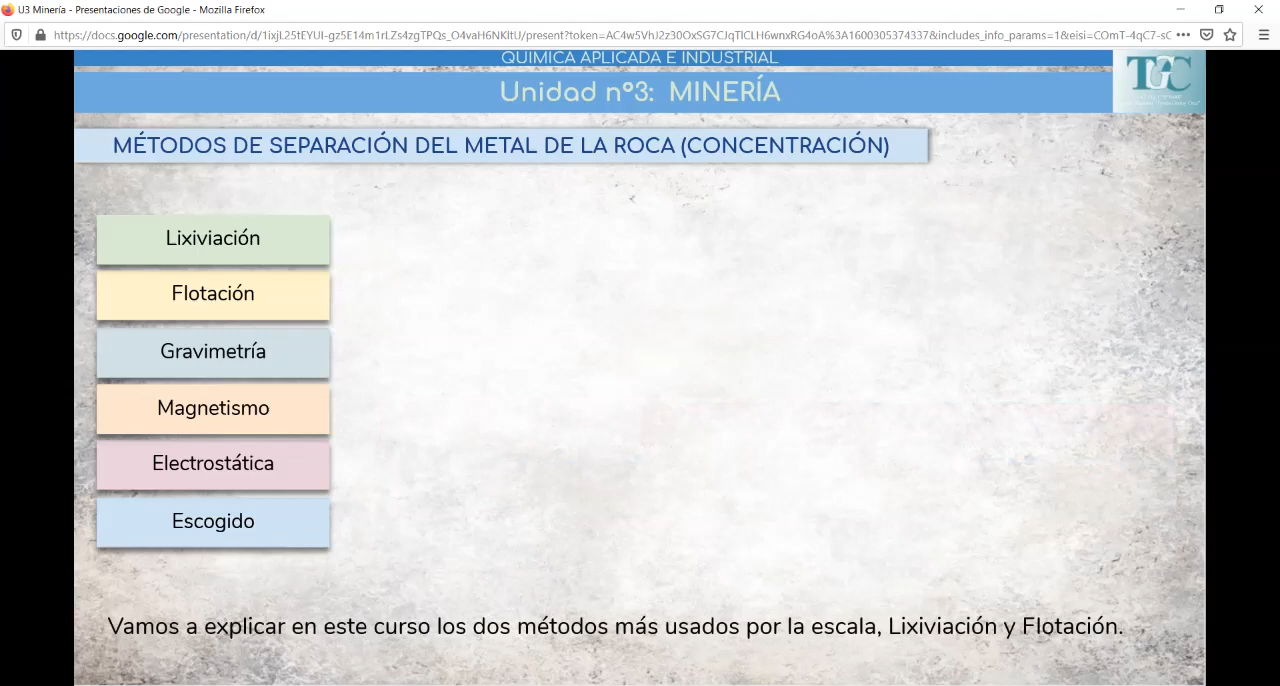 U3 Minería - Presentaciones de Google - Mozilla Firefox
https://docs.google.com/presentation/d/1ixjL25tEYUI-gz5E14m1rLZs4zgTPQs_O4vaH6NKItU/present?token=AC4w5VhJ2z30OxSG7CJqTlCLH6wnxRG4oA%3A1600305374337&includes_info_params=1&eisi=COmT-4qC7-sC
QUIMICA APLICADA E INDUSTRIAL
Unidad nº3: MINERÍA
TGC
MÉTODOS DE SEPARACIÓN DEL METAL DE LA ROCA (CONCENTRACIÓN)
Lixiviación
Flotación
Gravimetría
Magnetismo
Electrostática
Escogido
Vamos a explicar en este curso los dos métodos más usados por la escala, Lixiviación y Flotación.